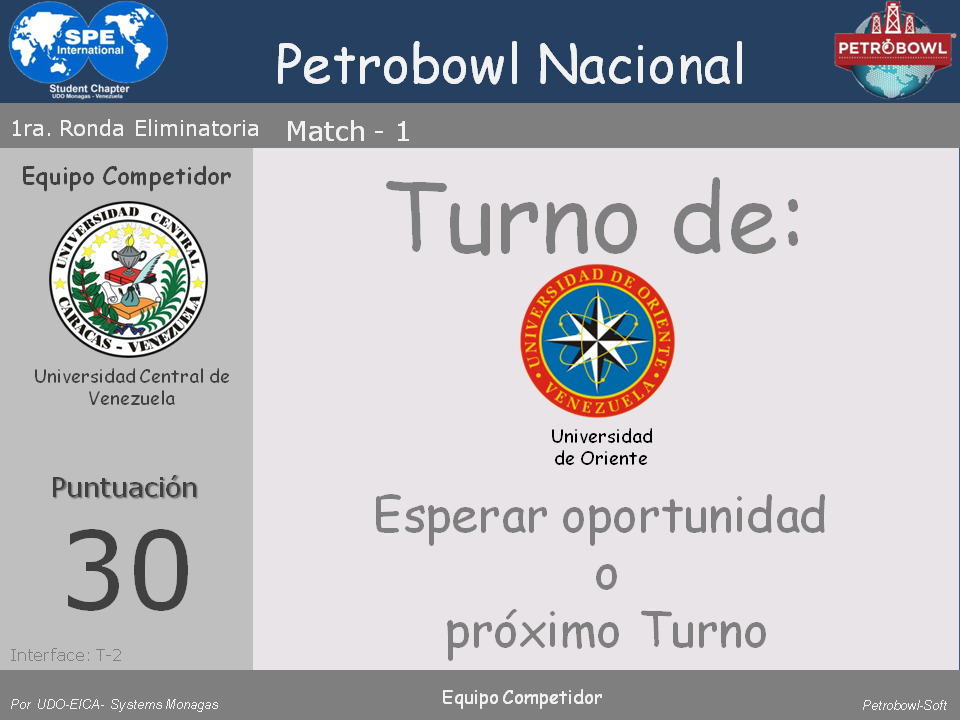 SPE
International
Student Chapter
UDO Monagas - Venezuela
Petrobowl Nacional
PETROBOWL
1ra. Ronda Eliminatoria
Match - 1
Equipo Competidor
UNIVERSIDAD CENTRAL
CARACAS - VENEZUELA
Universidad Central de
Venezuela
Puntuación
30
Interface: T-2
Turno de:
UNIVERSIDAD DE ORIENTE
VENEZUELA
Universidad
de Oriente
Esperar oportunidad
o
próximo Turno
Por UDO-EICA- Systems Monagas
Equipo Competidor
Petrobowl-Soft